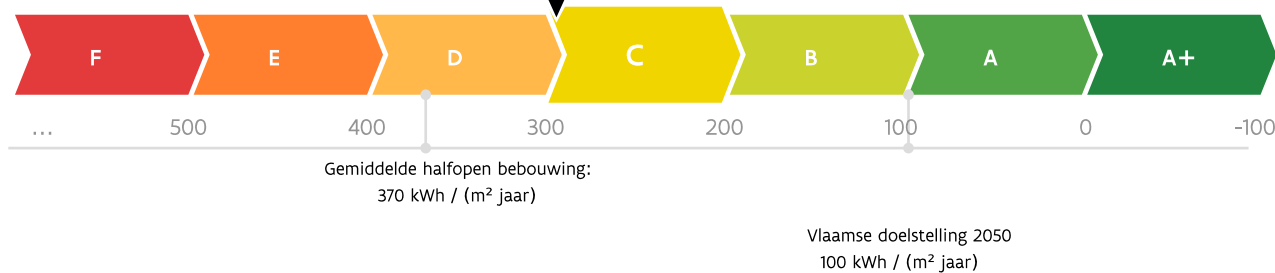 F E D C B A A+
... 500 400 300 200 100 0 -100
Gemiddelde halfopen bebouwing:
370 kWh / (m² jaar)
Vlaamse doelstelling 2050
100 kWh / (m² jaar)